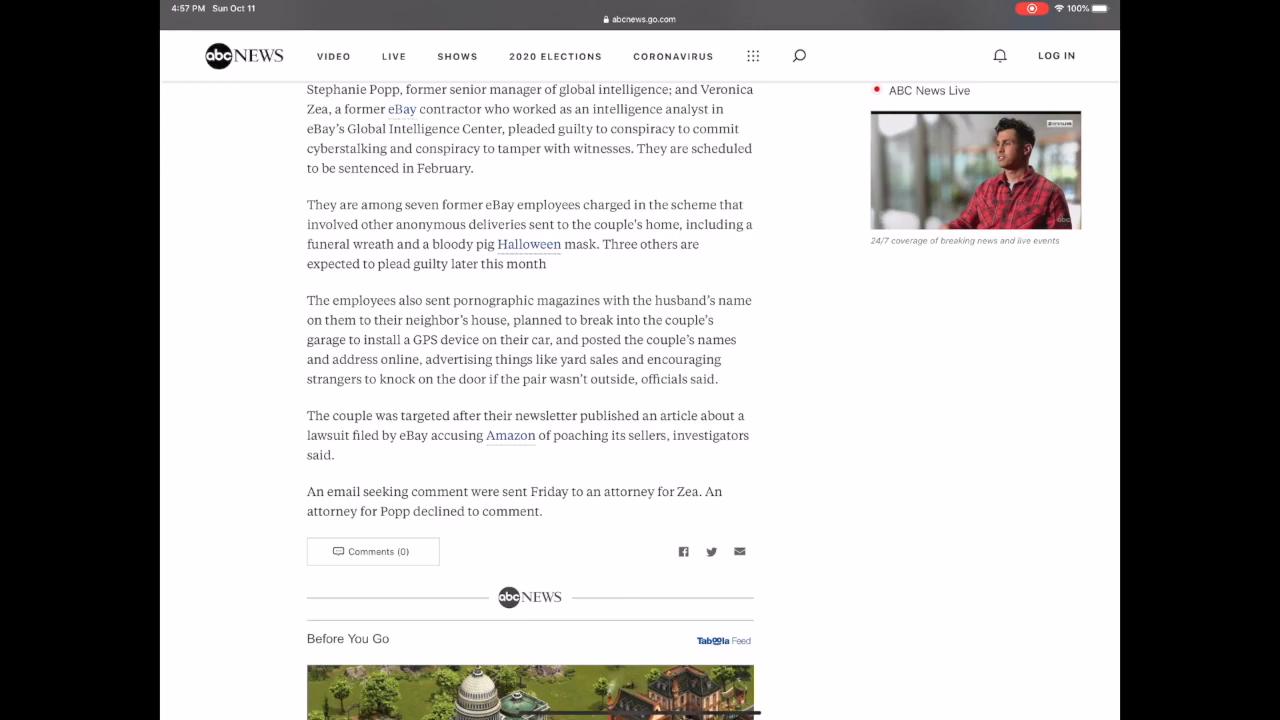 4:57 PM Sun Oct 11
100%
abcnews.go.com
abc NEWS VIDEO LIVE SHOWS 2020 ELECTIONS CORONAVIRUS LOG IN
Stephanie Popp, former senior manager of global intelligence; and Veronica
Zea, a former eBay contractor who worked as an intelligence analyst in
eBay's Global Intelligence Center, pleaded guilty to conspiracy to commit
cyberstalking and conspiracy to tamper with witnesses. They are scheduled
to be sentenced in February.
They are among seven former eBay employees charged in the scheme that
involved other anonymous deliveries sent to the couple's home, including a
funeral wreath and a bloody pig Halloween mask. Three others are
expected to plead guilty later this month
The employees also sent pornographic magazines with the husband's name
on them to their neighbor's house, planned to break into the couple's
garage to install a GPS device on their car, and posted the couple's names
and address online, advertising things like yard sales and encouraging
strangers to knock on the door if the pair wasn't outside, officials said.
The couple was targeted after their newsletter published an article about a
lawsuit filed by eBay accusing Amazon of poaching its sellers, investigators
said.
An email seeking comment were sent Friday to an attorney for Zea. An
attorney for Popp declined to comment.
Comments (0)
abc NEWS
Before You Go
Taboola Feed
ABC News Live
abc
24/7 coverage of breaking news and live events